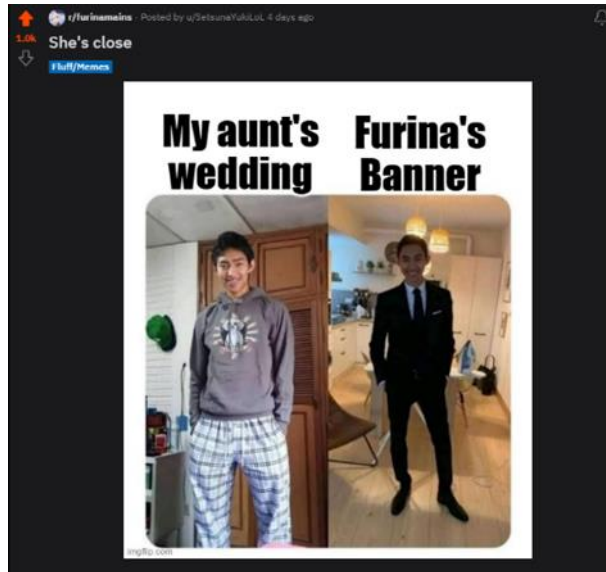 r/furinamains · Posted by u/SetsunaYukiLoL 4 days ago
1.0k
She's close
Fluff/Memes
My aunt's wedding
Furina's Banner
imgflip.com